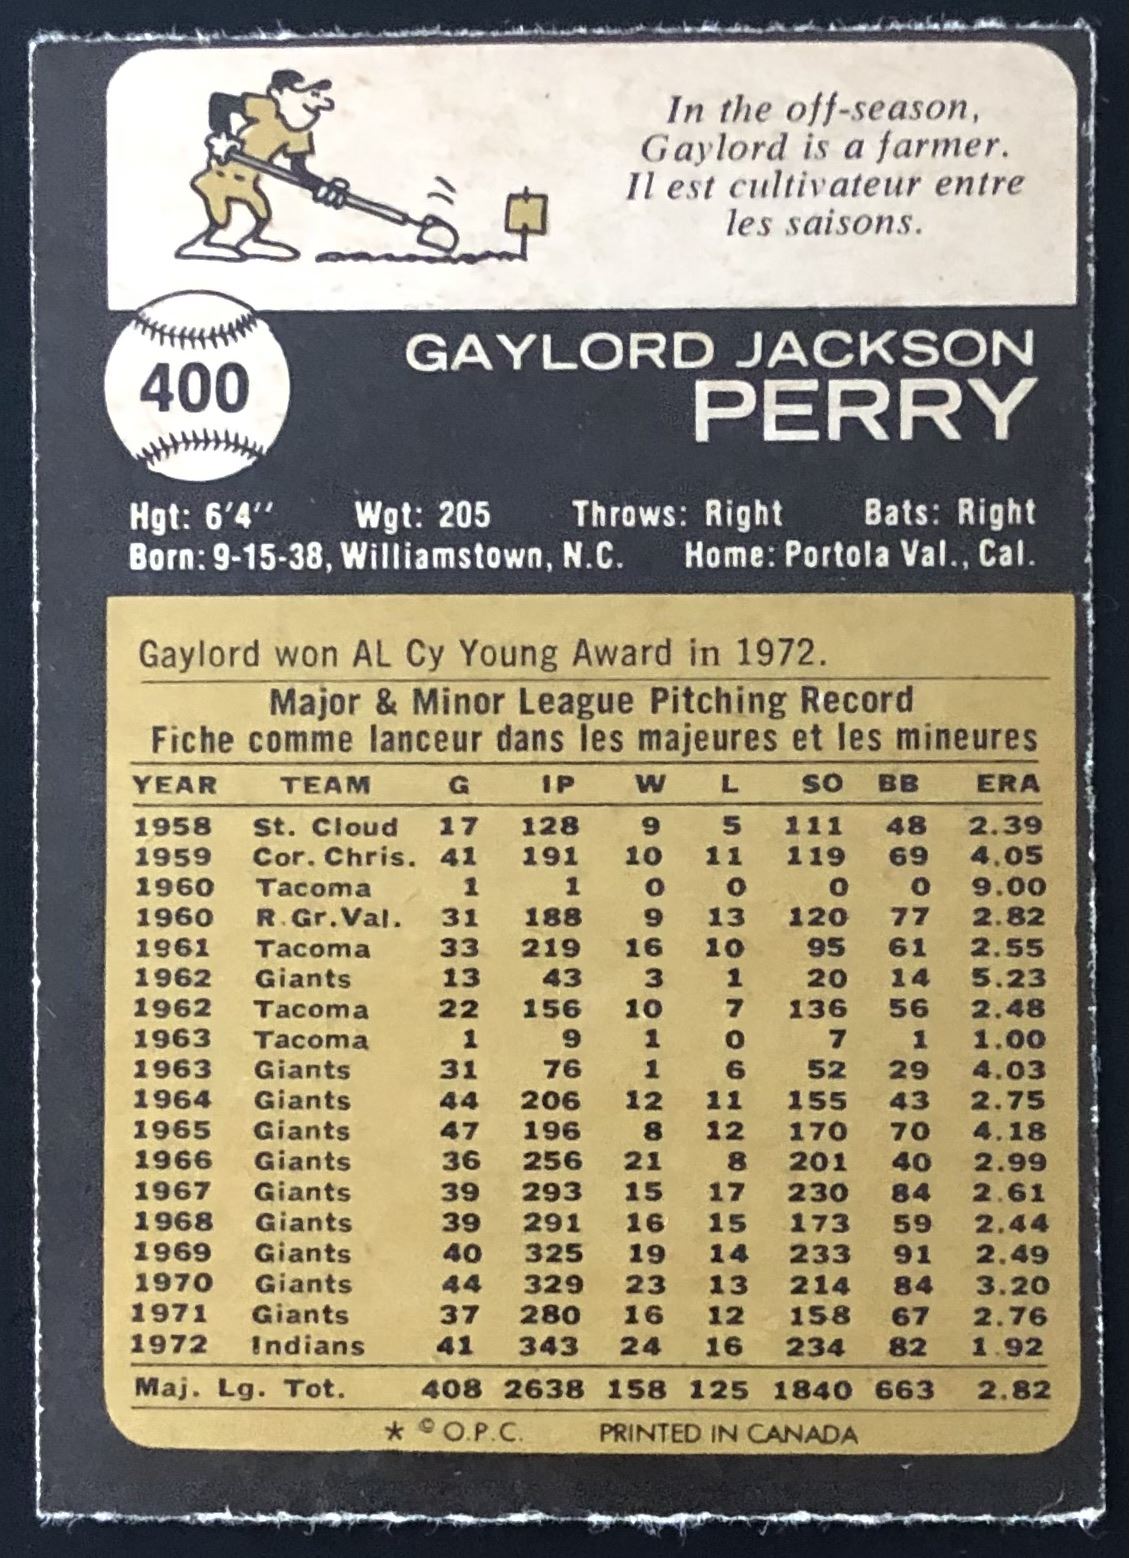 In the off-season,
Gaylord is a farmer.
Il est cultivateur entre
les saisons.
400
GAYLORD JACKSON
PERRY
Hgt: 6'4'' Wgt: 205 Throws: Right Bats: Right
Born: 9-15-38, Williamstown, N.C. Home: Portola Val., Cal.
Gaylord won AL Cy Young Award in 1972.
Major & Minor League Pitching Record
Fiche comme lanceur dans les majeures et les mineures
YEAR TEAM G IP W L SO BB ERA
1958 St. Cloud 17 128 9 5 111 48 2.39
1959 Cor. Chris. 41 191 10 11 119 69 4.05
1960 Tacoma 1 1 0 0 0 0 9.00
1960 R.Gr.Val. 31 188 9 13 120 77 2.82
1961 Tacoma 33 219 16 10 95 61 2.55
1962 Giants 13 43 3 1 20 14 5.23
1962 Tacoma 22 156 10 7 136 56 2.48
1963 Tacoma 1 9 1 0 7 1 1.00
1963 Giants 31 76 1 6 52 29 4.03
1964 Giants 44 206 12 11 155 43 2.75
1965 Giants 47 196 8 12 170 70 4.18
1966 Giants 36 256 21 8 201 40 2.99
1967 Giants 39 293 15 17 230 84 2.61
1968 Giants 39 291 16 15 173 59 2.44
1969 Giants 40 325 19 14 233 91 2.49
1970 Giants 44 329 23 13 214 84 3.20
1971 Giants 37 280 16 12 158 67 2.76
1972 Indians 41 343 24 16 234 82 1.92
Maj. Lg. Tot. 408 2638 158 125 1840 663 2.82
* © O.P.C. PRINTED IN CANADA